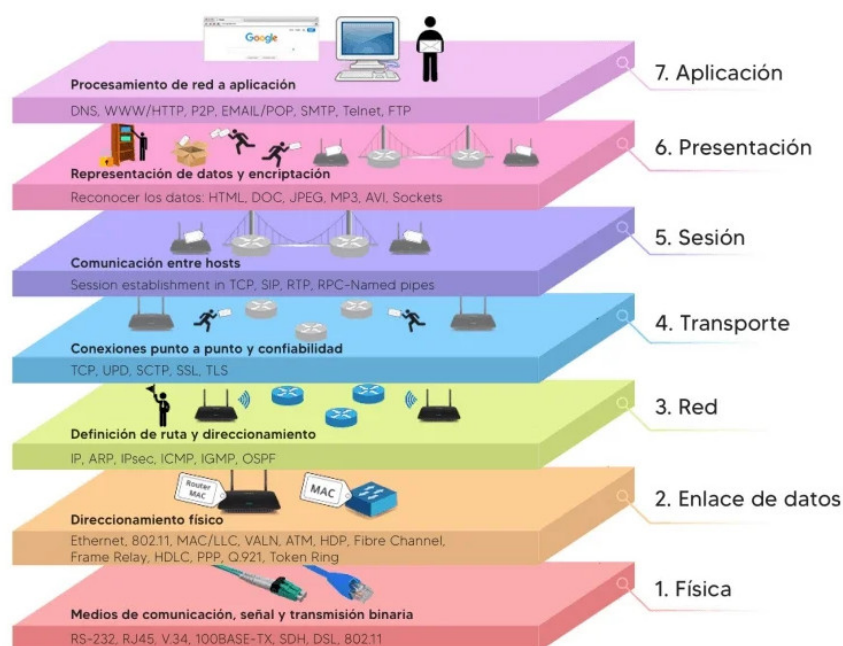 Google
Procesamiento de red a aplicación
DNS, WWW/HTTP, P2P, EMAIL/POP, SMTP, Telnet, FTP
7. Aplicación
Representación de datos y encriptación
Reconocer los datos: HTML, DOC, JPEG, MP3, AVI, Sockets
6. Presentación
Comunicación entre hosts
Session establishment in TCP, SIP, RTP, RPC-Named pipes
5. Sesión
Conexiones punto a punto y confiabilidad
TCP, UPD, SCTP, SSL, TLS
4. Transporte
Definición de ruta y direccionamiento
IP, ARP, IPsec, ICMP, IGMP, OSPF
3. Red
Router
MAC
MAC
Direccionamiento físico
Ethernet, 802.11, MAC/LLC, VALN, ATM, HDP, Fibre Channel,
Frame Relay, HDLC, PPP, Q.921, Token Ring
2. Enlace de datos
Medios de comunicación, señal y transmisión binaria
RS-232, RJ45, V.34, 100BASE-TX, SDH, DSL, 802.11
1. Física